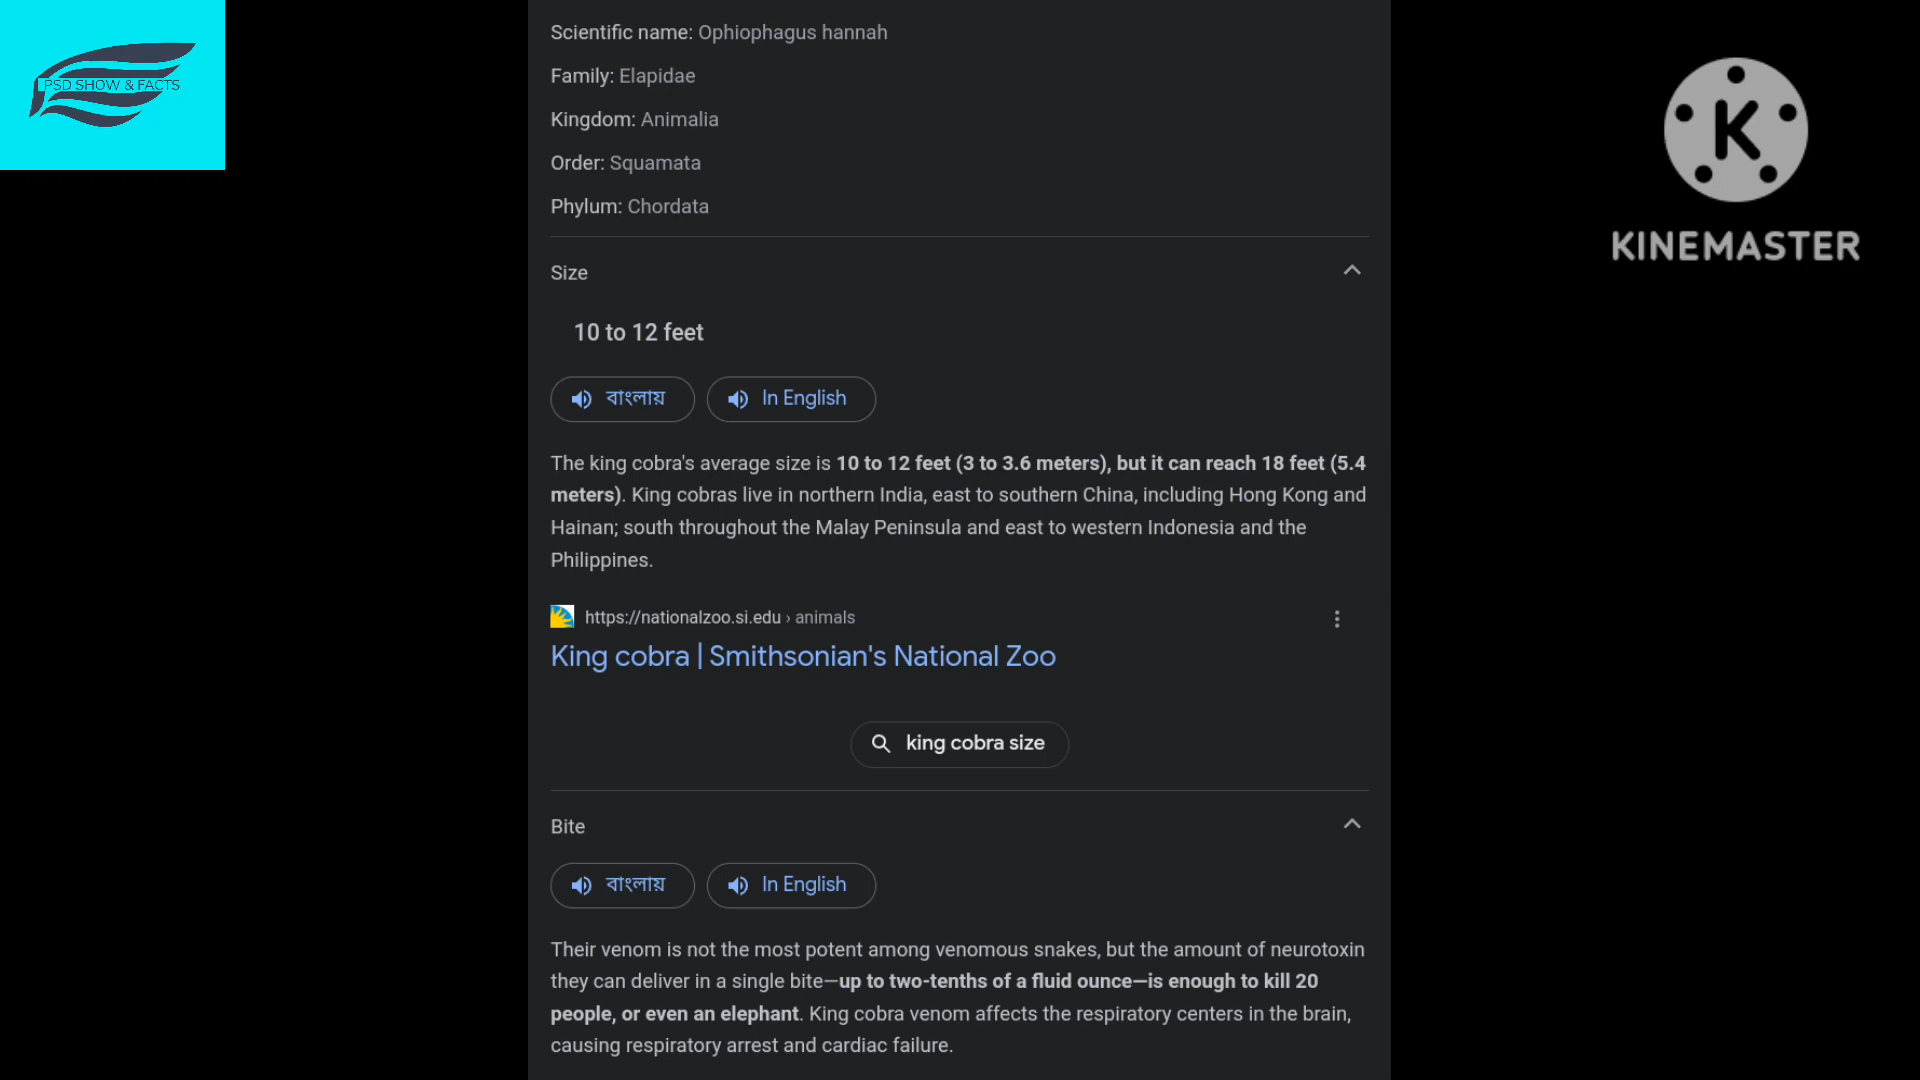 PSD SHOW & FACTS
K
KINEMASTER
Scientific name: Ophiophagus hannah
Family: Elapidae
Kingdom: Animalia
Order: Squamata
Phylum: Chordata
Size
10 to 12 feet
বাংলায় In English
The king cobra's average size is 10 to 12 feet (3 to 3.6 meters), but it can reach 18 feet (5.4
meters). King cobras live in northern India, east to southern China, including Hong Kong and
Hainan; south throughout the Malay Peninsula and east to western Indonesia and the
Philippines.
https://nationalzoo.si.edu › animals
King cobra | Smithsonian's National Zoo
king cobra size
Bite
বাংলায় In English
Their venom is not the most potent among venomous snakes, but the amount of neurotoxin
they can deliver in a single bite—up to two-tenths of a fluid ounce—is enough to kill 20
people, or even an elephant. King cobra venom affects the respiratory centers in the brain,
causing respiratory arrest and cardiac failure.